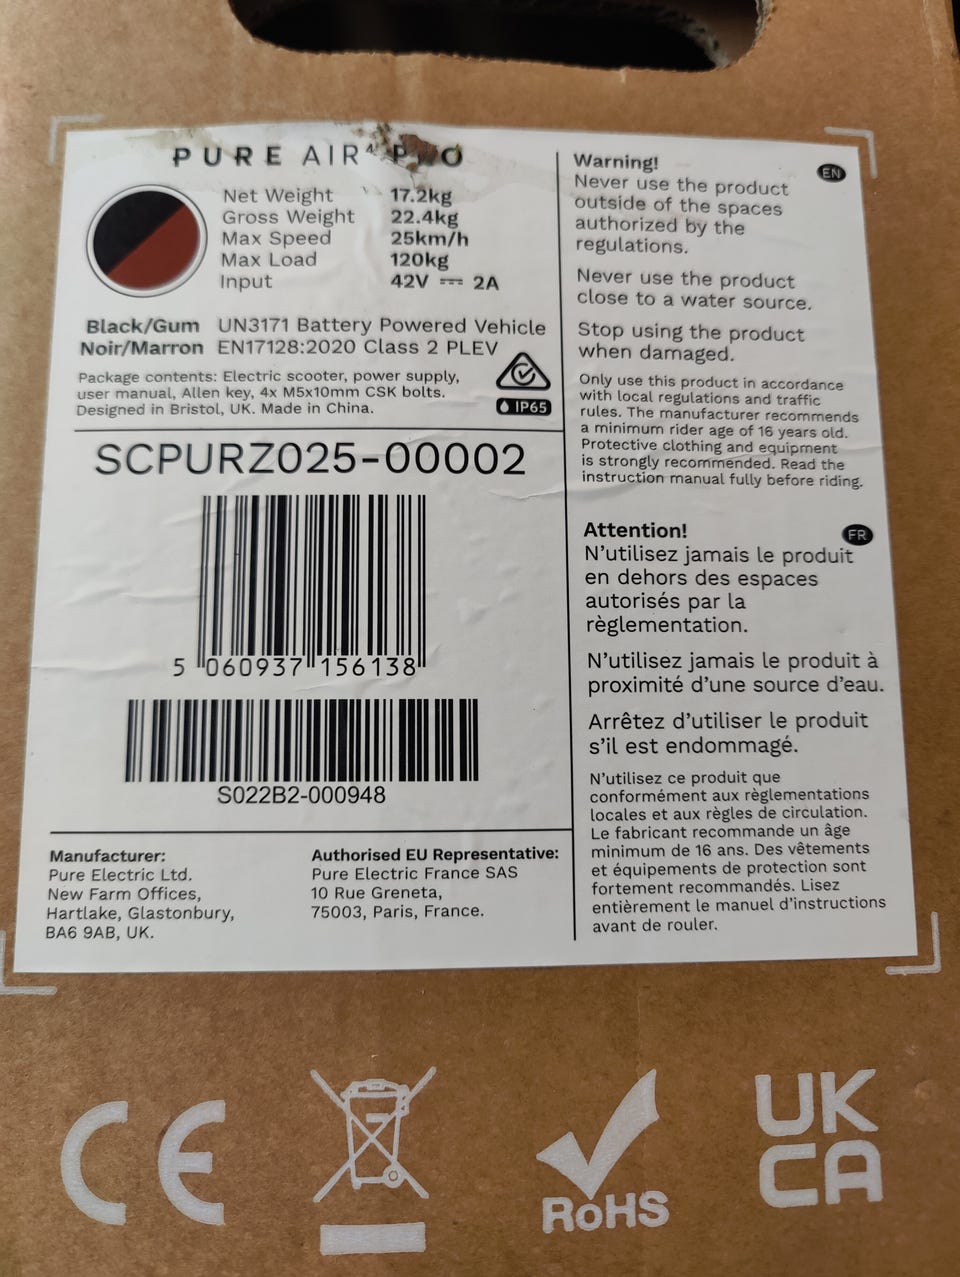 PURE AIR⁴ PRO
Net Weight 17.2kg
Gross Weight 22.4kg
Max Speed 25km/h
Max Load 120kg
Input 42V ⎓ 2A
Black/Gum UN3171 Battery Powered Vehicle
Noir/Marron EN17128:2020 Class 2 PLEV
Package contents: Electric scooter, power supply,
user manual, Allen key, 4x M5x10mm CSK bolts.
Designed in Bristol, UK. Made in China.
IP65
SCPURZ025-00002
5 060937 156138
S022B2-000948
Manufacturer:
Pure Electric Ltd.
New Farm Offices,
Hartlake, Glastonbury,
BA6 9AB, UK.
Authorised EU Representative:
Pure Electric France SAS
10 Rue Greneta,
75003, Paris, France.
Warning! EN
Never use the product
outside of the spaces
authorized by the
regulations.
Never use the product
close to a water source.
Stop using the product
when damaged.
Only use this product in accordance
with local regulations and traffic
rules. The manufacturer recommends
a minimum rider age of 16 years old.
Protective clothing and equipment
is strongly recommended. Read the
instruction manual fully before riding.
Attention! FR
N'utilisez jamais le produit
en dehors des espaces
autorisés par la
règlementation.
N'utilisez jamais le produit à
proximité d'une source d'eau.
Arrêtez d'utiliser le produit
s'il est endommagé.
N'utilisez ce produit que
conformément aux règlementations
locales et aux règles de circulation.
Le fabricant recommande un âge
minimum de 16 ans. Des vêtements
et équipements de protection sont
fortement recommandés. Lisez
entièrement le manuel d'instructions
avant de rouler.
CE
RoHS
UK
CA